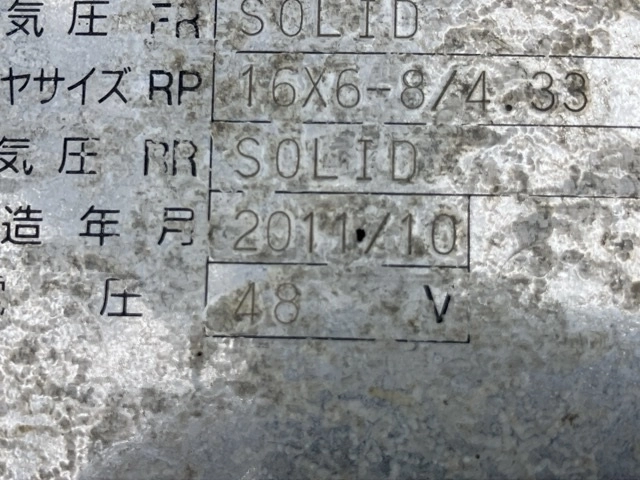 気圧 FR SOLID
ヤサイズ RP 16X6-8/4.33
気圧 RR SOLID
造年月 2011/10
圧 48 V